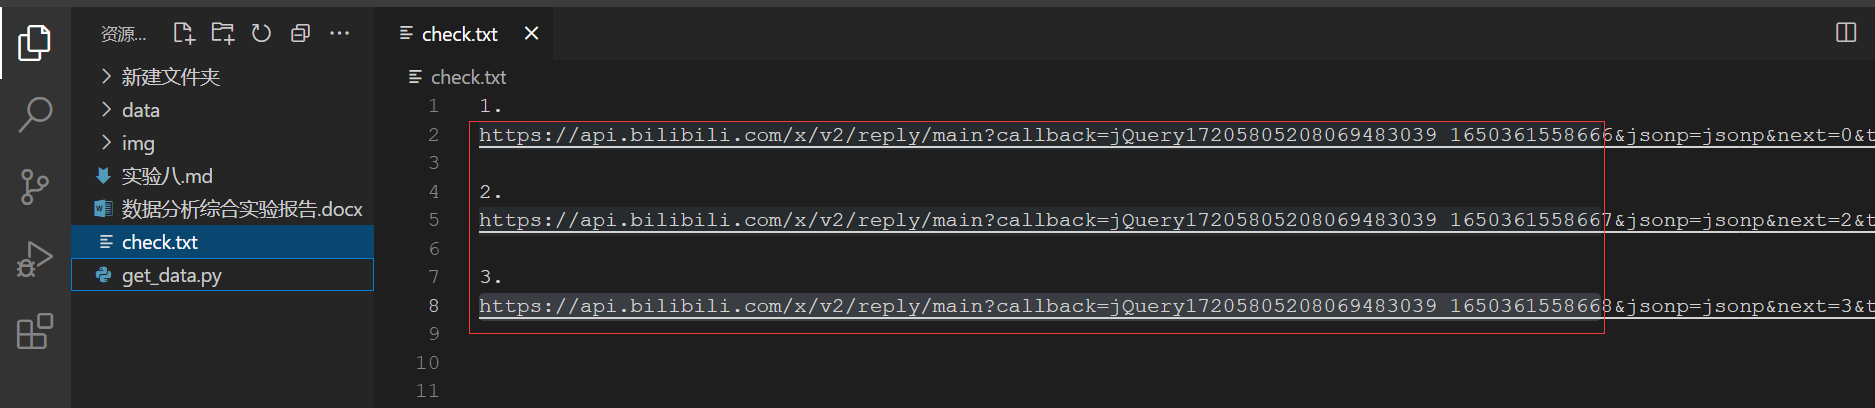 资源...
check.txt
新建文件夹
data
img
实验八.md
数据分析综合实验报告.docx
check.txt
get_data.py
check.txt
1 1.
2 https://api.bilibili.com/x/v2/reply/main?callback=jQuery17205805208069483039_1650361558666&jsonp=jsonp&next=0&t
3
4 2.
5 https://api.bilibili.com/x/v2/reply/main?callback=jQuery17205805208069483039_1650361558667&jsonp=jsonp&next=2&t
6
7 3.
8 https://api.bilibili.com/x/v2/reply/main?callback=jQuery17205805208069483039_1650361558668&jsonp=jsonp&next=3&t
9
10
11